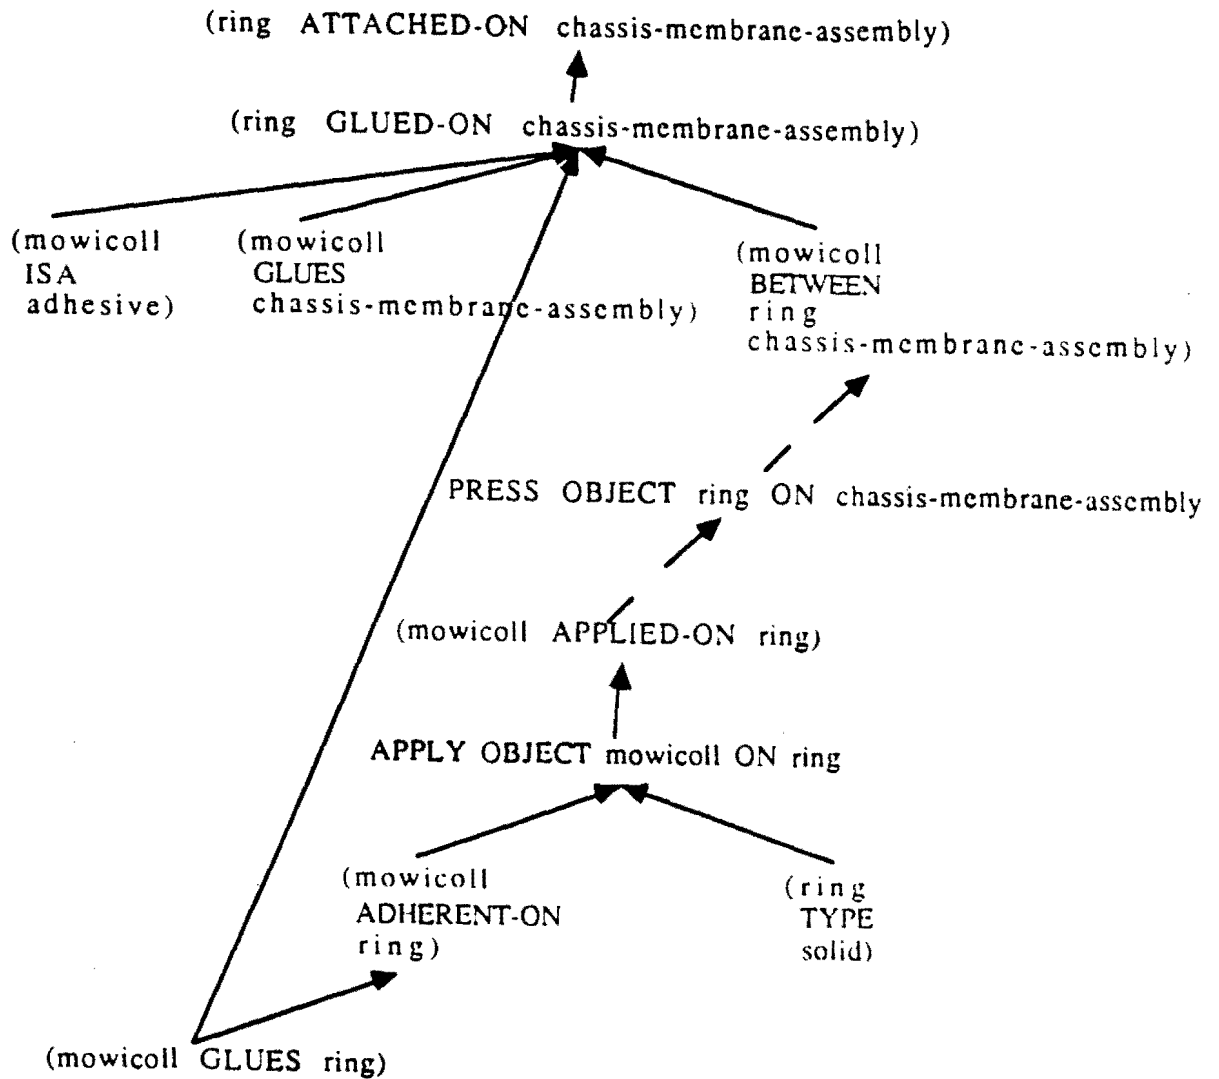 (ring ATTACHED-ON chassis-membrane-assembly)
(ring GLUED-ON chassis-membrane-assembly)
(mowicoll
ISA
adhesive)
(mowicoll
GLUES
chassis-membrane-assembly)
(mowicoll
BETWEEN
ring
chassis-membrane-assembly)
PRESS OBJECT ring ON chassis-membrane-assembly
(mowicoll APPLIED-ON ring)
APPLY OBJECT mowicoll ON ring
(mowicoll
ADHERENT-ON
ring)
(ring
TYPE
solid)
(mowicoll GLUES ring)